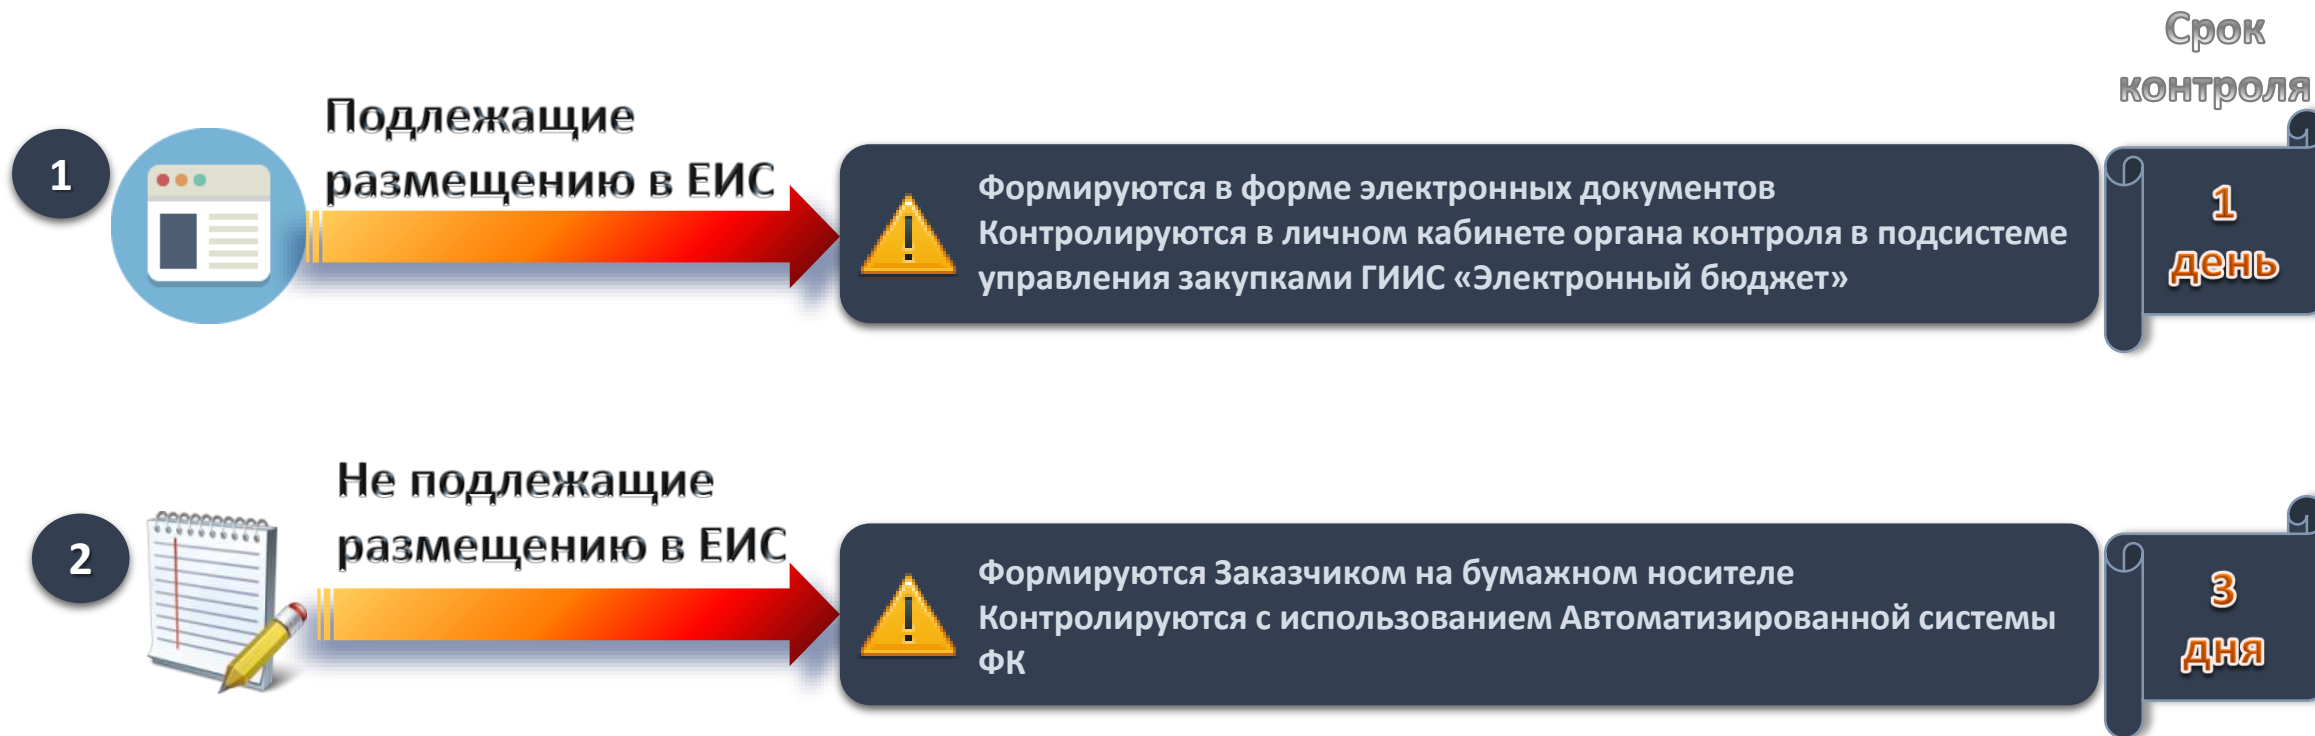 Срок
контроля
1
Подлежащие
размещению в ЕИС
Формируются в форме электронных документов
Контролируются в личном кабинете органа контроля в подсистеме
управления закупками ГИИС «Электронный бюджет»
1
день
2
Не подлежащие
размещению в ЕИС
Формируются Заказчиком на бумажном носителе
Контролируются с использованием Автоматизированной системы
ФК
3
дня